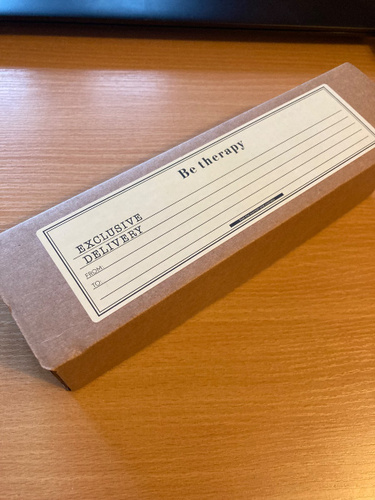 Be therapy
EXCLUSIVE
DELIVERY
FROM:
TO: